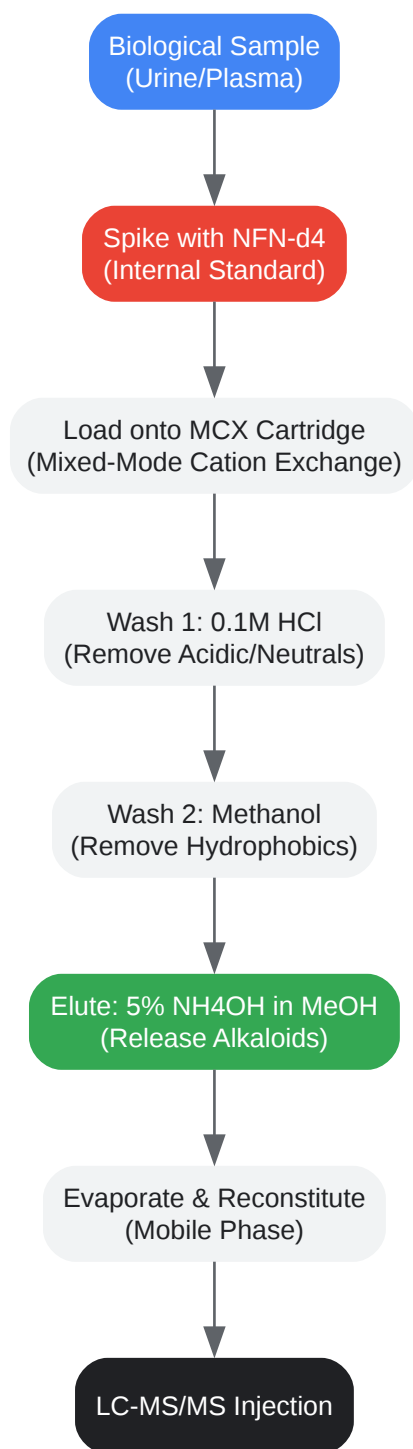 Biological Sample
(Urine/Plasma)
Spike with NFN-d4
(Internal Standard)
Load onto MCX Cartridge
(Mixed-Mode Cation Exchange)
Wash 1: 0.1M HCl
(Remove Acidic/Neutrals)
Wash 2: Methanol
(Remove Hydrophobics)
Elute: 5% NH4OH in MeOH
(Release Alkaloids)
Evaporate & Reconstitute
(Mobile Phase)
LC-MS/MS Injection